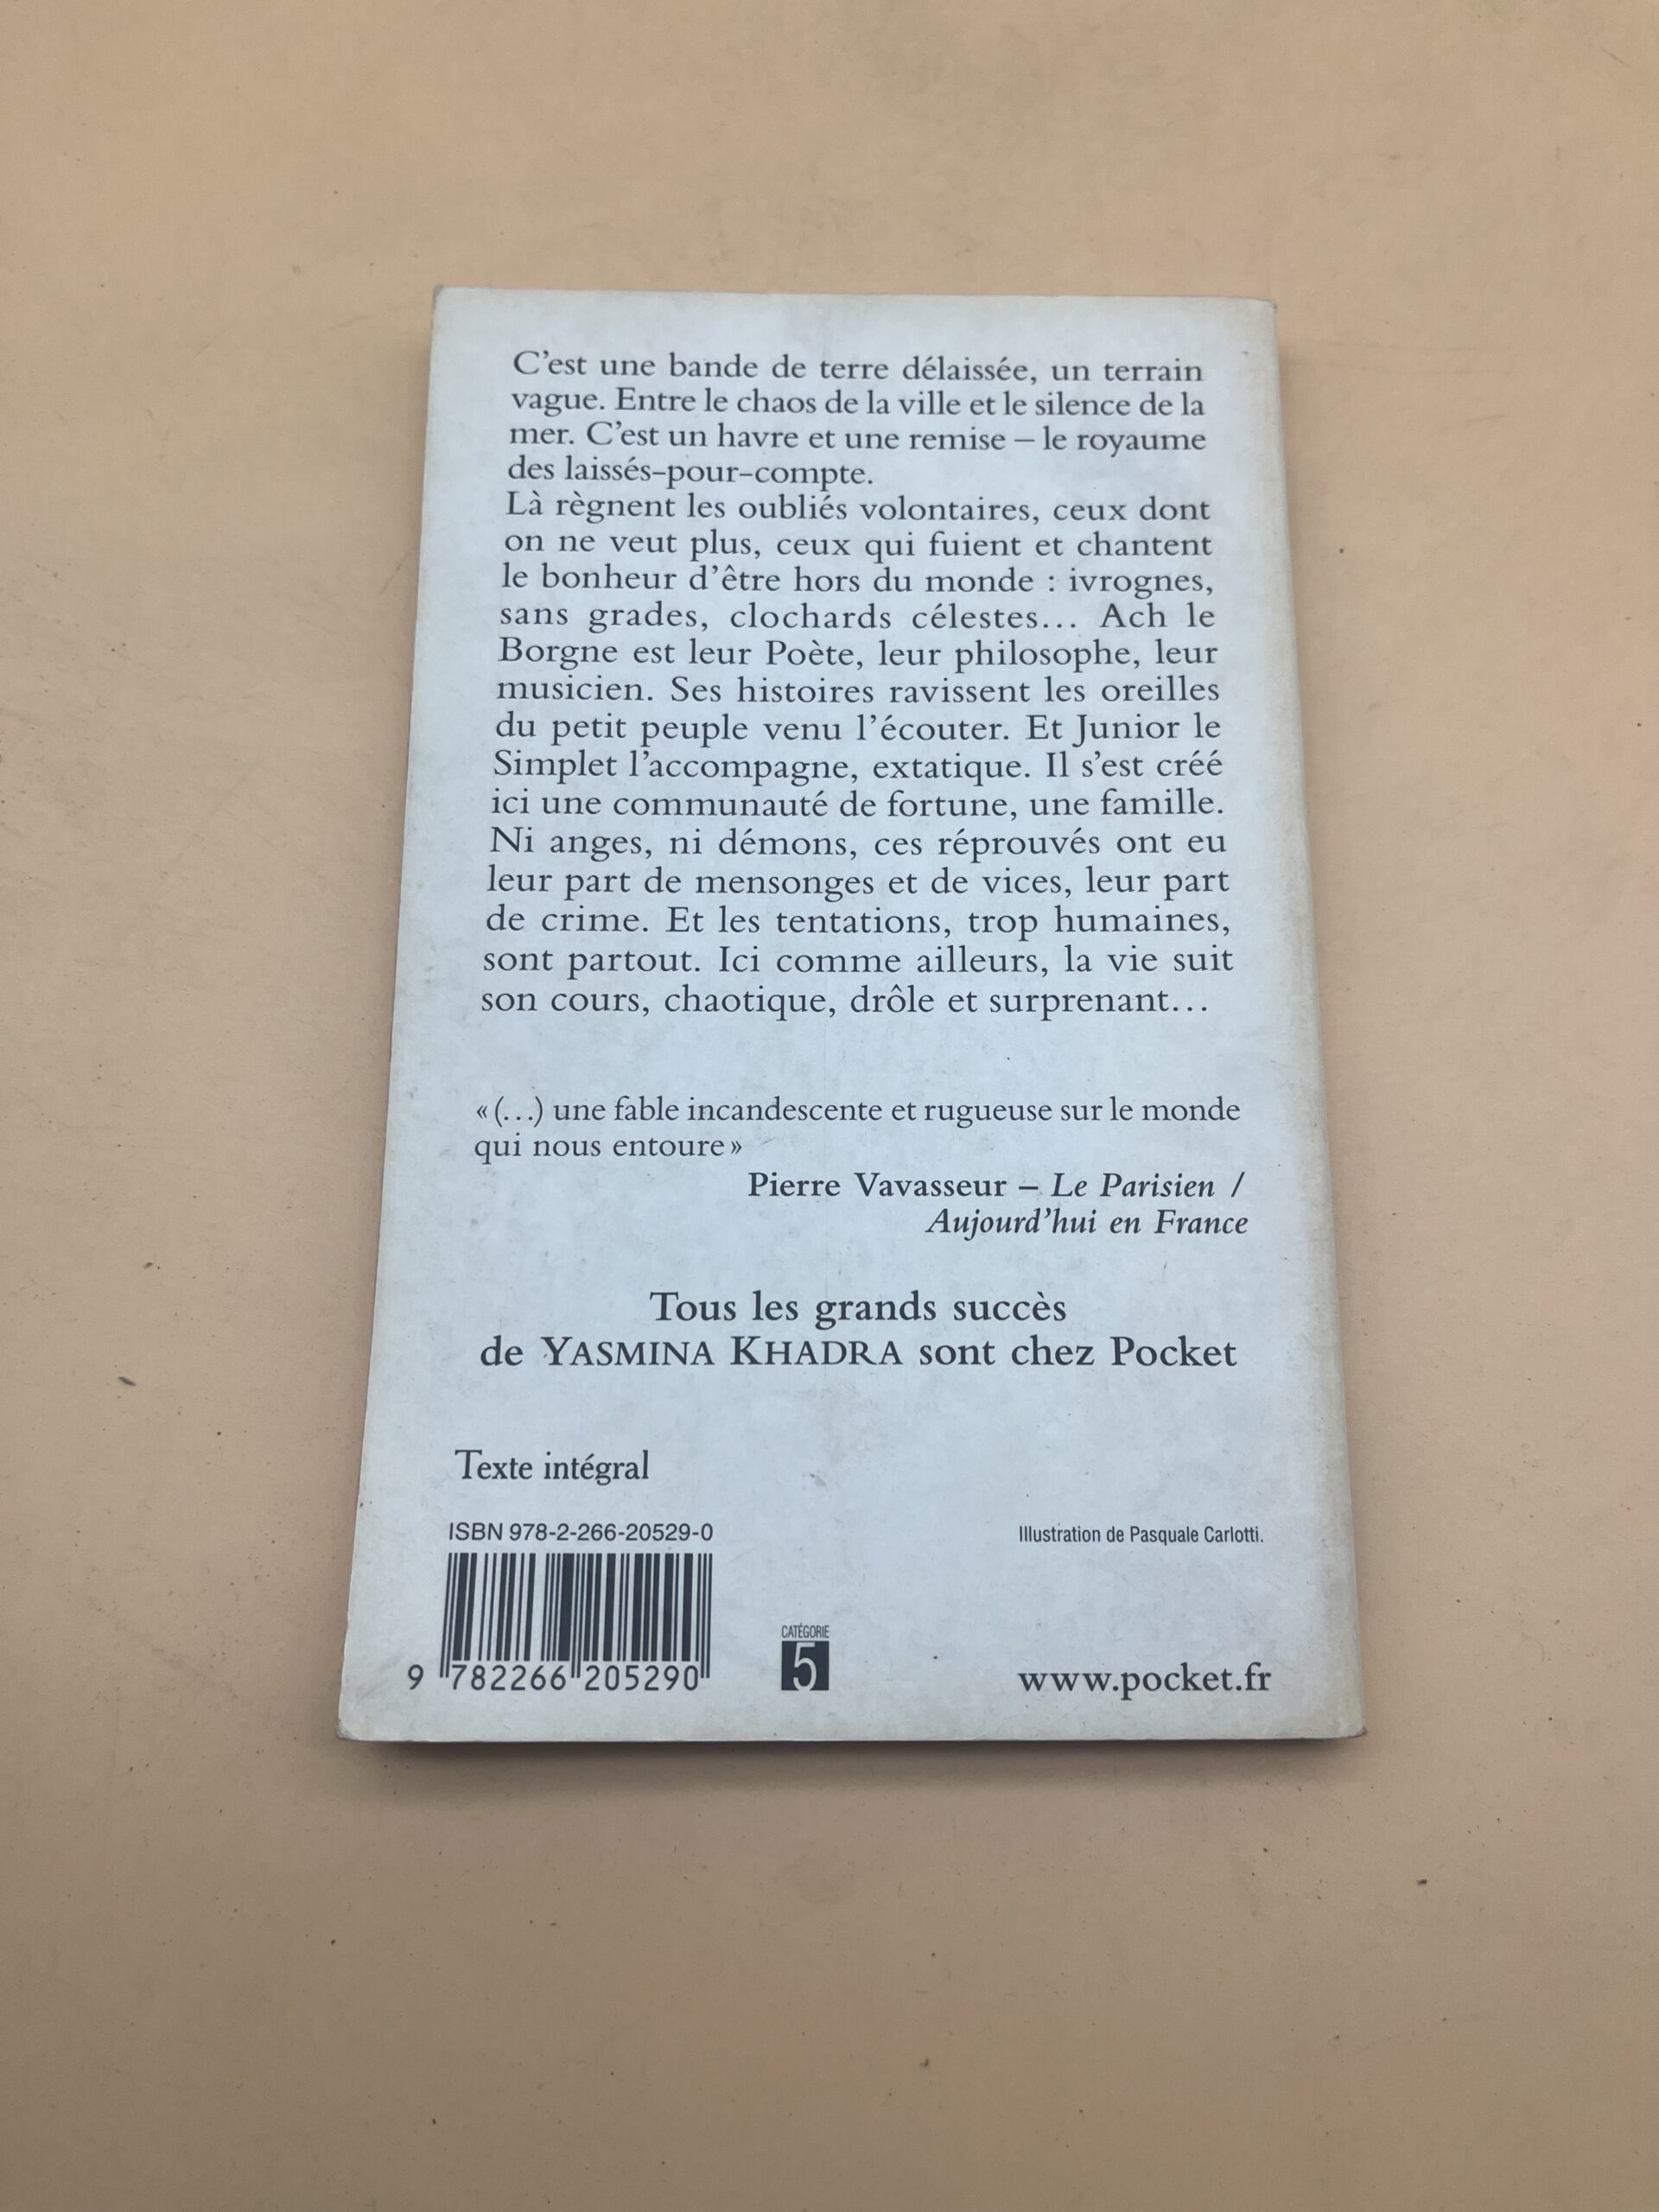 C'est une bande de terre délaissée, un terrain
vague. Entre le chaos de la ville et le silence de la
mer. C'est un havre et une remise – le royaume
des laissés-pour-compte.
Là règnent les oubliés volontaires, ceux dont
on ne veut plus, ceux qui fuient et chantent
le bonheur d'être hors du monde : ivrognes,
sans grades, clochards célestes... Ach le
Borgne est leur Poète, leur philosophe, leur
musicien. Ses histoires ravissent les oreilles
du petit peuple venu l'écouter. Et Junior le
Simplet l'accompagne, extatique. Il s'est créé
ici une communauté de fortune, une famille.
Ni anges, ni démons, ces réprouvés ont eu
leur part de mensonges et de vices, leur part
de crime. Et les tentations, trop humaines,
sont partout. Ici comme ailleurs, la vie suit
son cours, chaotique, drôle et surprenant...
« (...) une fable incandescente et rugueuse sur le monde
qui nous entoure »
Pierre Vavasseur – Le Parisien /
Aujourd'hui en France
Tous les grands succès
de YASMINA KHADRA sont chez Pocket
Texte intégral
ISBN 978-2-266-20529-0
Illustration de Pasquale Carlotti.
CATÉGORIE
5
9 782266 205290
www.pocket.fr